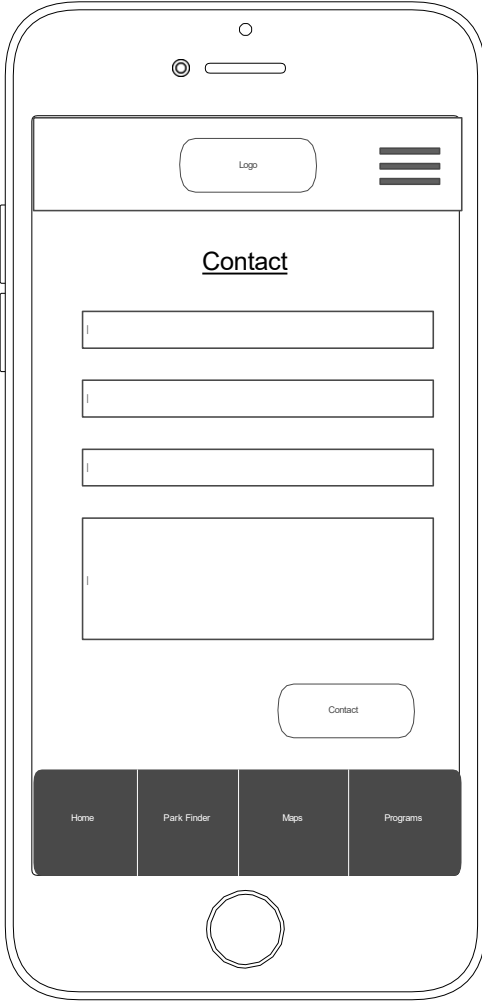 Logo
Contact
|
|
|
|
Contact
Home
Park Finder
Maps
Programs